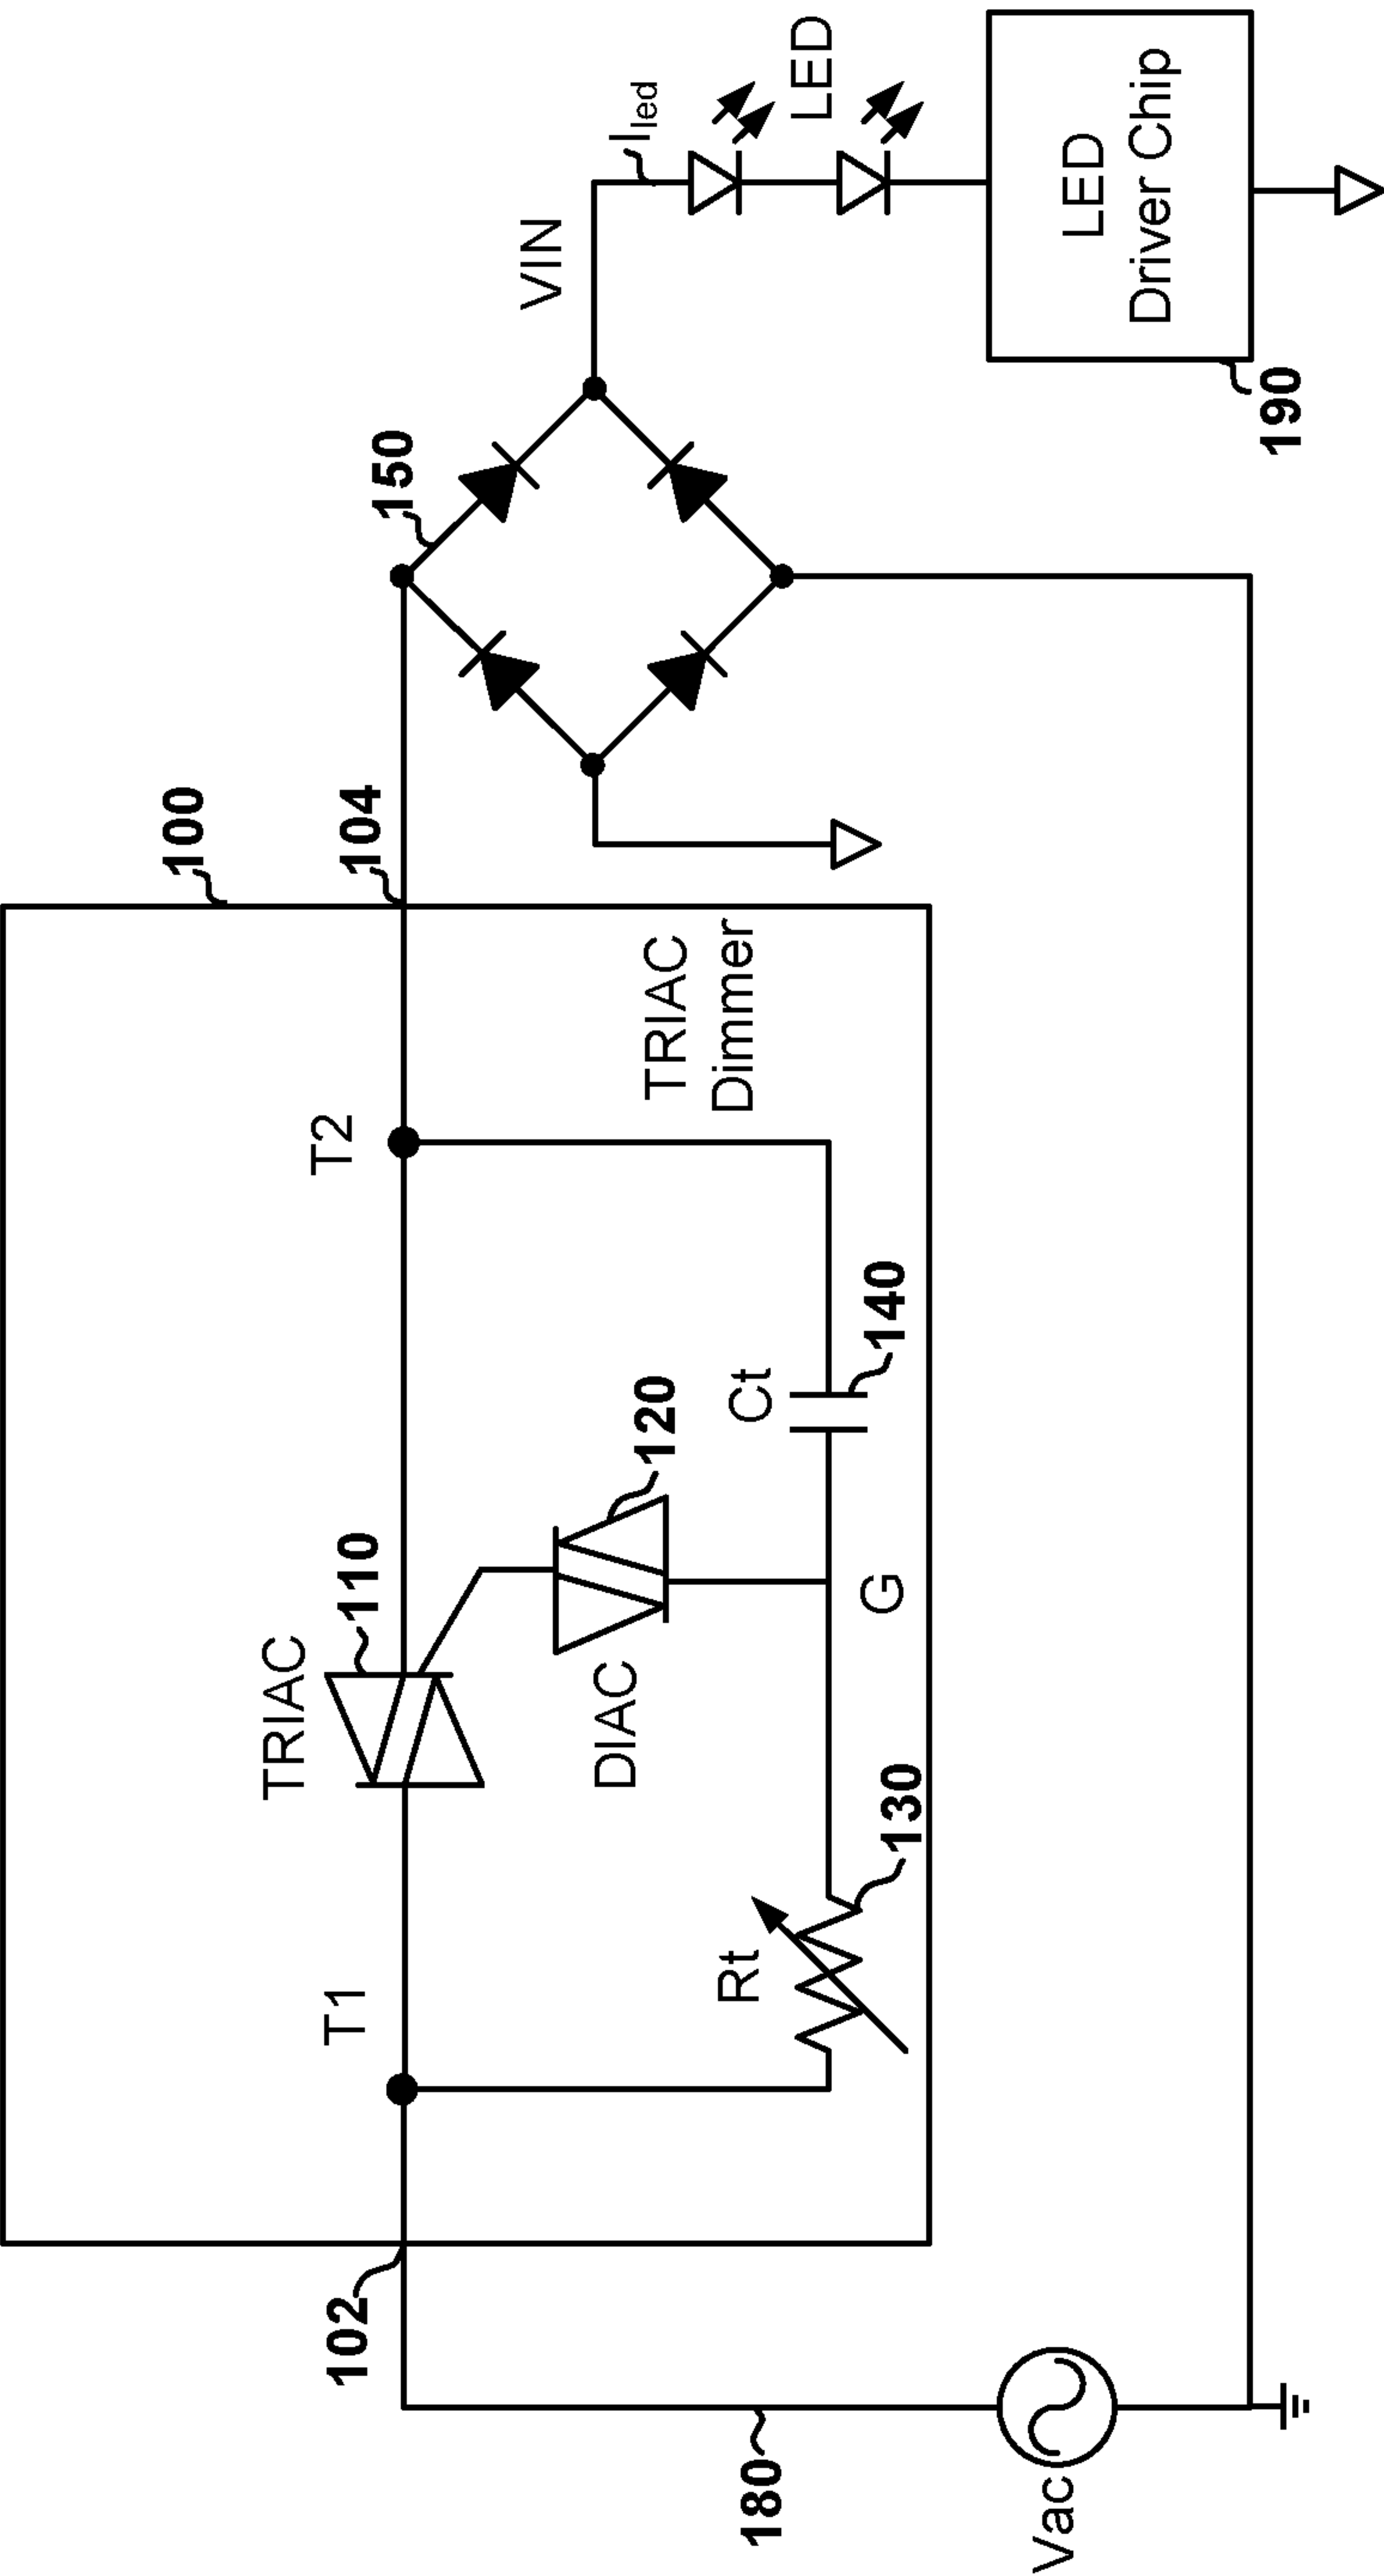 100
TRIAC
110
T1
T2
102
104
150
VIN
I_led
LED
DIAC
120
TRIAC
Dimmer
Rt
Ct
130
G
140
180
Vac
LED
Driver Chip
190